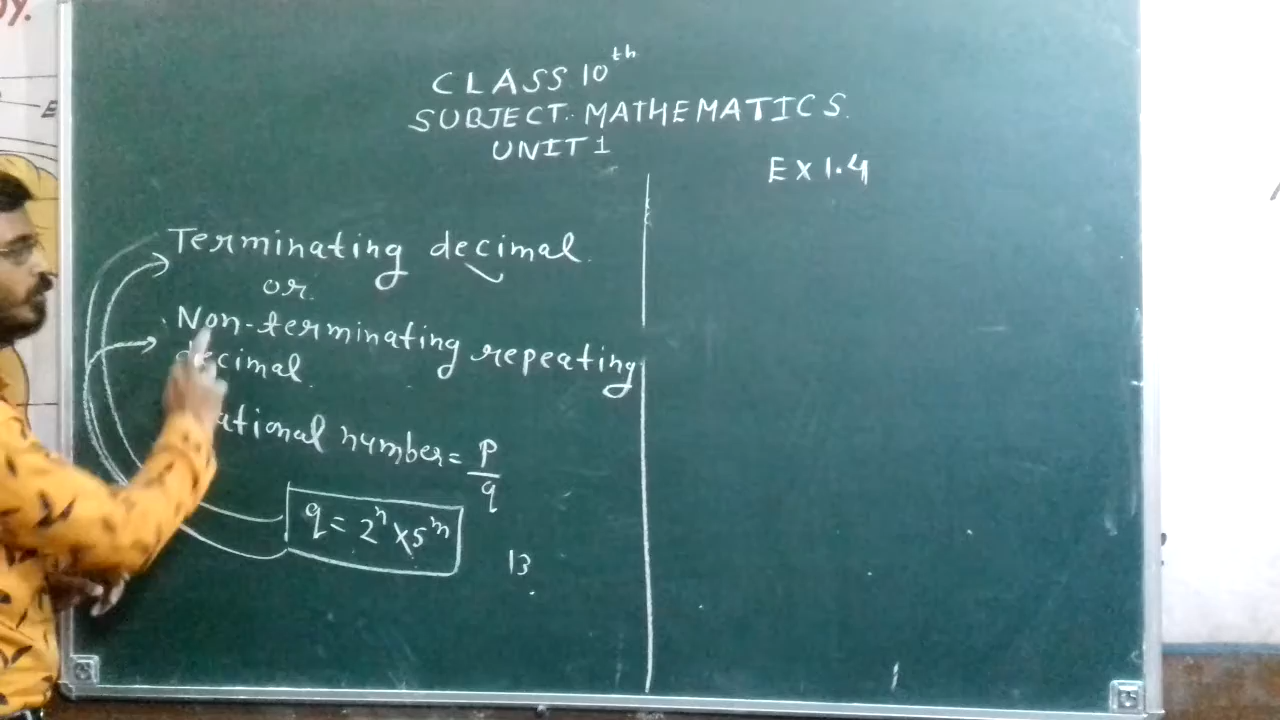 CLASS 10th
SUBJECT. MATHEMATICS.
UNIT 1
EX 1.4
Terminating decimal.
or.
Non-terminating repeating
decimal.
number = p/q
q = 2^n × 5^m
13